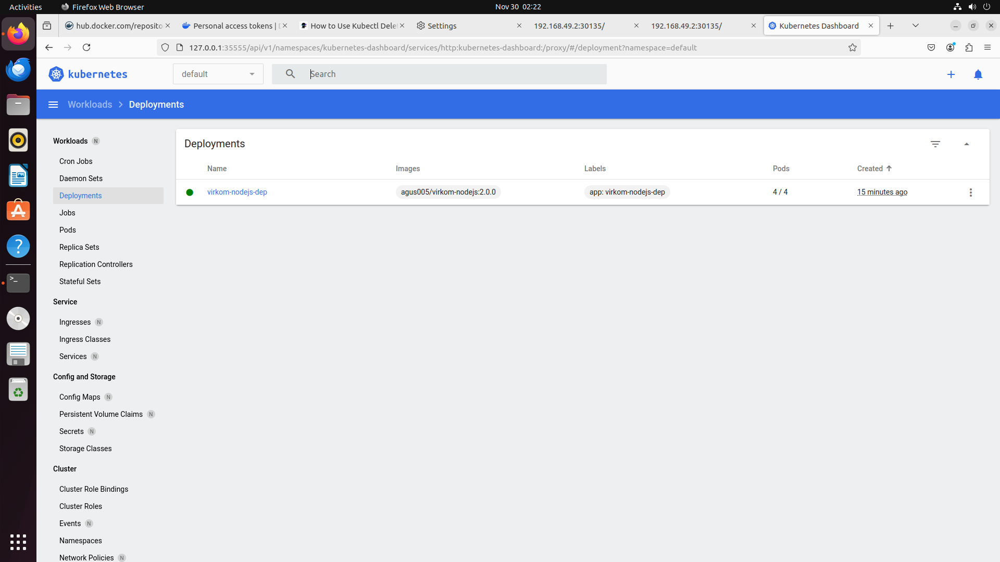 Activities
Firefox Web Browser
Nov 30 02:22
hub.docker.com/reposito
Personal access tokens | D
How to Use Kubectl Dele
Settings
192.168.49.2:30135/
192.168.49.2:30135/
Kubernetes Dashboard
127.0.0.1:35555/api/v1/namespaces/kubernetes-dashboard/services/http:kubernetes-dashboard:/proxy/#/deployment?namespace=default
kubernetes
default
Search
Workloads
Deployments
Workloads N
Cron Jobs
Daemon Sets
Deployments
Jobs
Pods
Replica Sets
Replication Controllers
Stateful Sets
Service
Ingresses N
Ingress Classes
Services N
Config and Storage
Config Maps N
Persistent Volume Claims N
Secrets N
Storage Classes
Cluster
Cluster Role Bindings
Cluster Roles
Events N
Namespaces
Network Policies N
Deployments
Name Images Labels Pods Created
virkom-nodejs-dep agus005/virkom-nodejs:2.0.0 app: virkom-nodejs-dep 4 / 4 15 minutes ago